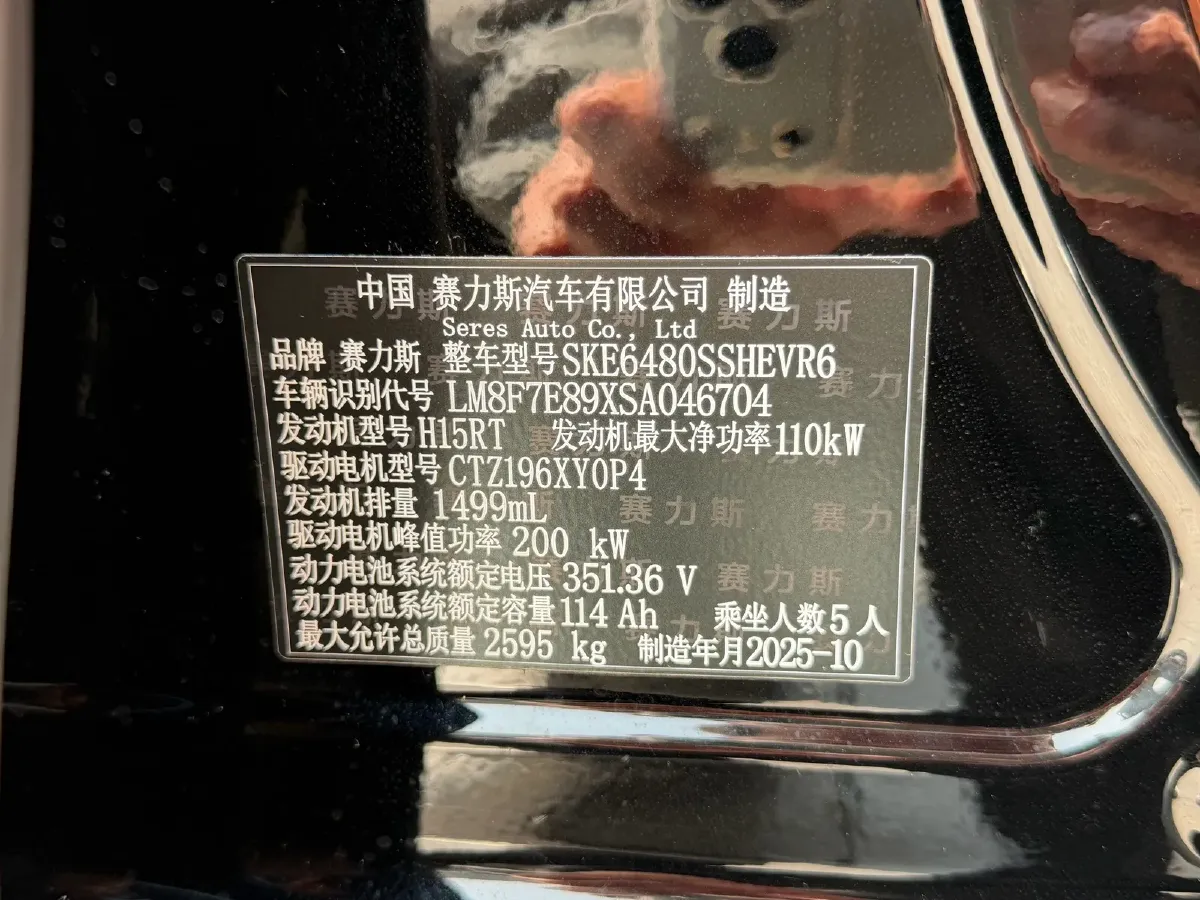 中国 赛力斯汽车有限公司 制造
Seres Auto Co., Ltd
品牌 赛力斯 整车型号SKE6480SSHEVR6
车辆识别代号 LM8F7E89XSA046704
发动机型号H15RT 发动机最大净功率110kW
驱动电机型号CTZ196XY0P4
发动机排量 1499mL
驱动电机峰值功率 200 kW
动力电池系统额定电压 351.36 V
动力电池系统额定容量114 Ah 乘坐人数5人
最大允许总质量 2595 kg 制造年月2025-10